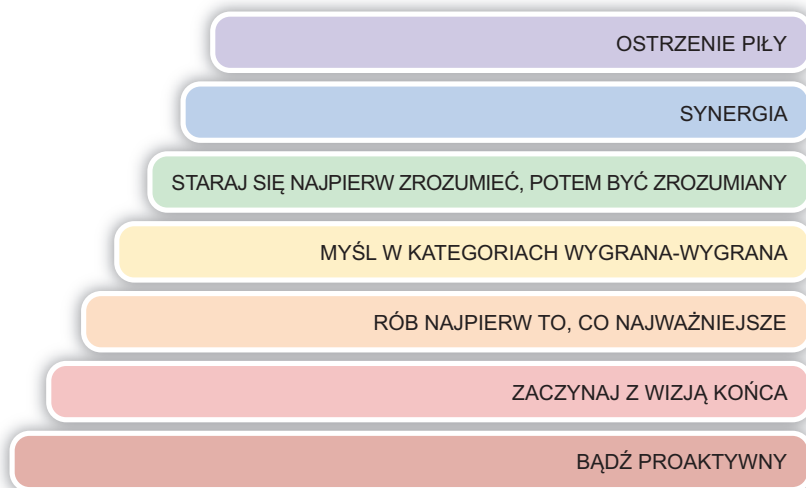 OSTRZENIE PIŁY
SYNERGIA
STARAJ SIĘ NAJPIERW ZROZUMIEĆ, POTEM BYĆ ZROZUMIANY
MYŚL W KATEGORIACH WYGRANA-WYGRANA
RÓB NAJPIERW TO, CO NAJWAŻNIEJSZE
ZACZYNAJ Z WIZJĄ KOŃCA
BĄDŹ PROAKTYWNY